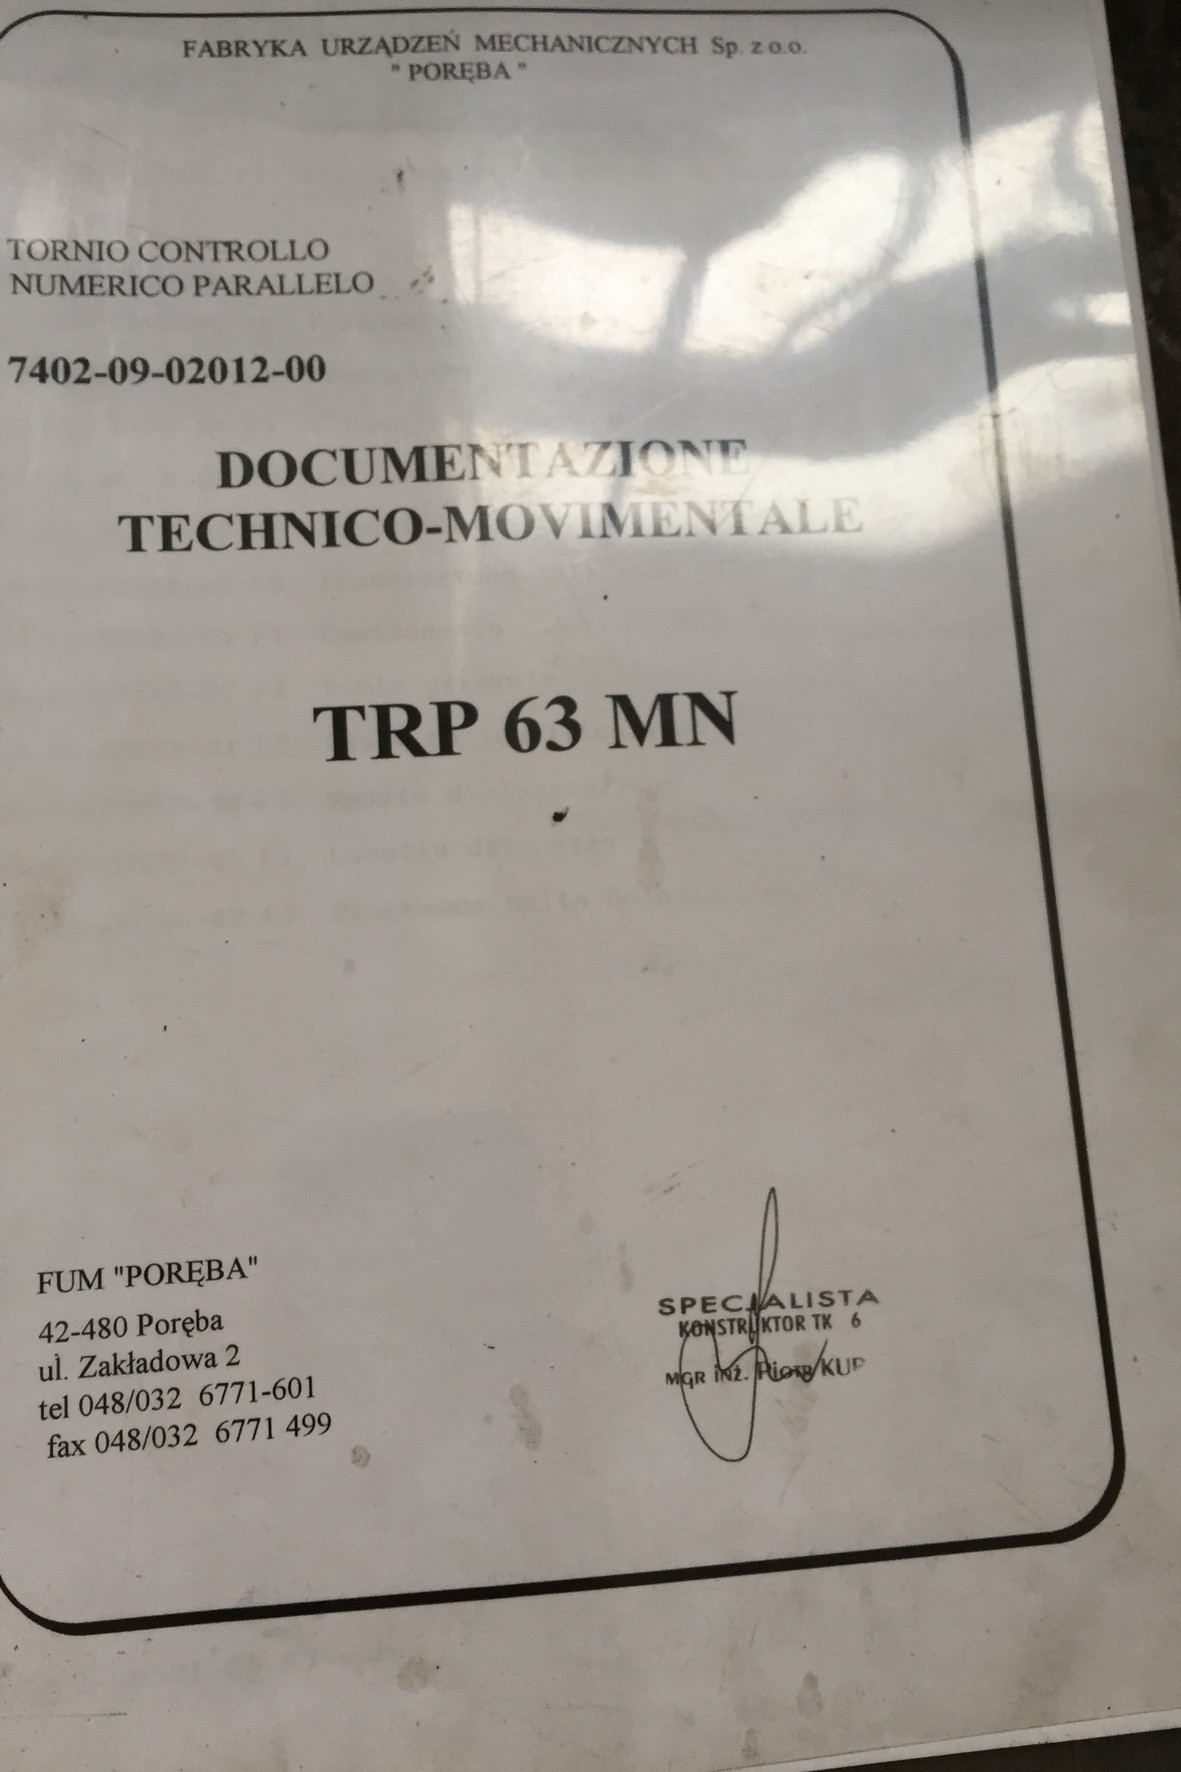 FABRYKA URZĄDZEŃ MECHANICZNYCH Sp. z o.o.
" PORĘBA "
TORNIO CONTROLLO
NUMERICO PARALLELO
7402-09-02012-00
DOCUMENTAZIONE
TECHNICO-MOVIMENTALE
TRP 63 MN
FUM "PORĘBA"
42-480 Poręba
ul. Zakładowa 2
tel 048/032 6771-601
fax 048/032 6771 499
SPECJALISTA
KONSTRUKTOR TK 6
MGR INŻ. Piotr